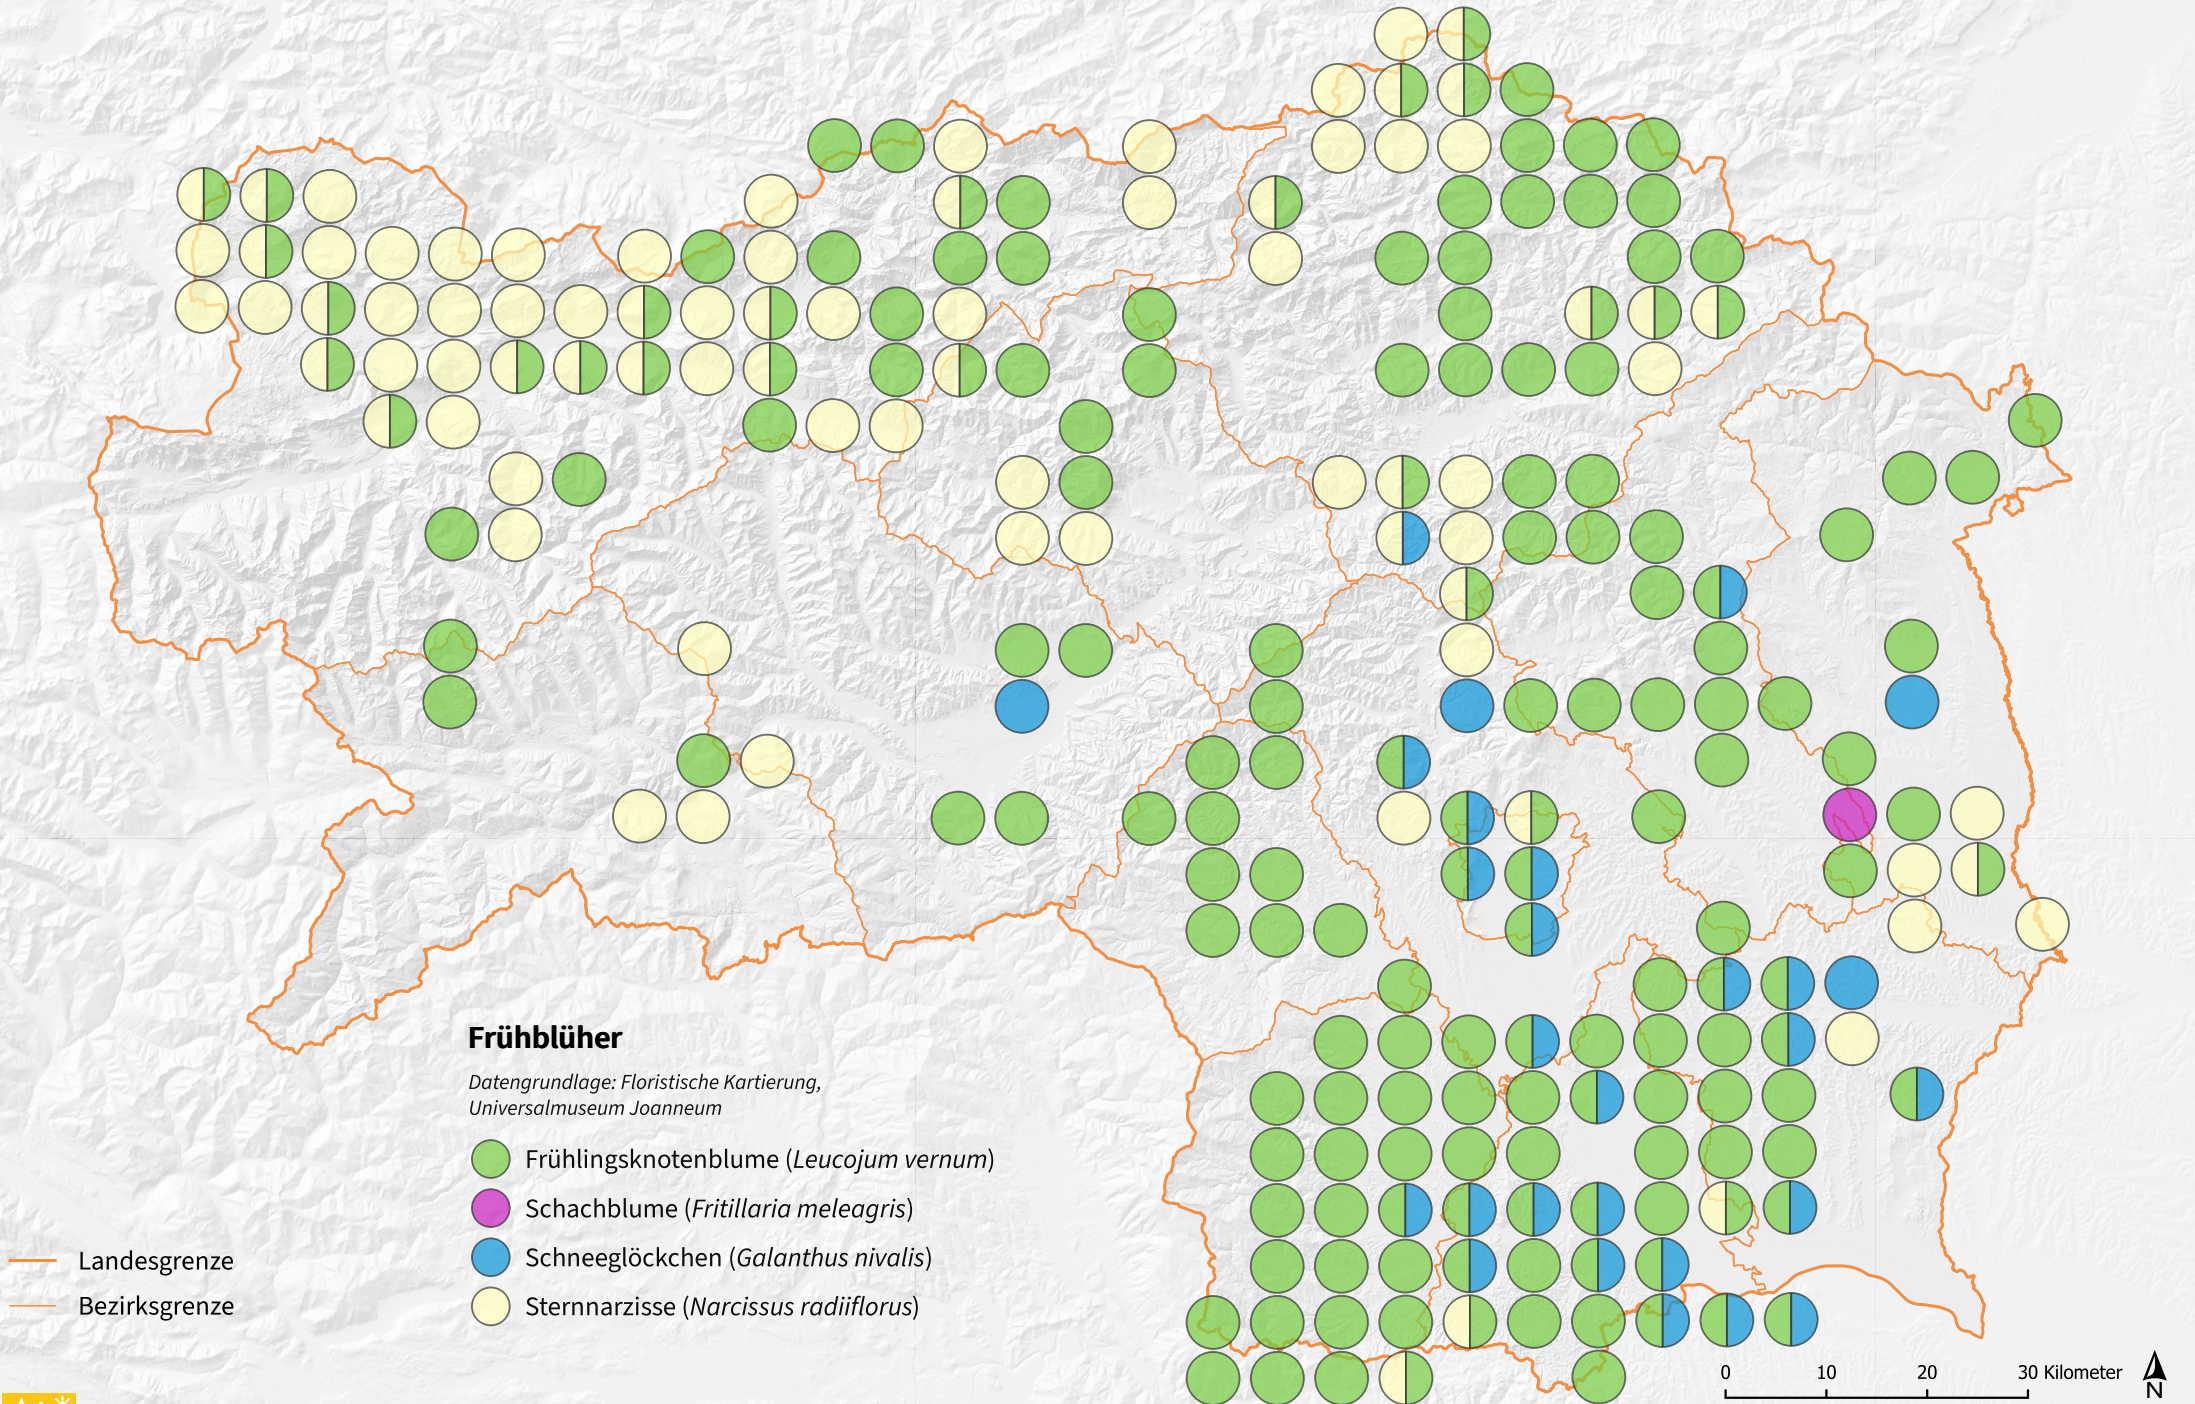 Frühblüher
Datengrundlage: Floristische Kartierung,
Universalmuseum Joanneum
Frühlingsknotenblume (Leucojum vernum)
Schachblume (Fritillaria meleagris)
Schneeglöckchen (Galanthus nivalis)
Sternnarzisse (Narcissus radiiflorus)
Landesgrenze
Bezirksgrenze
0 10 20 30 Kilometer
N